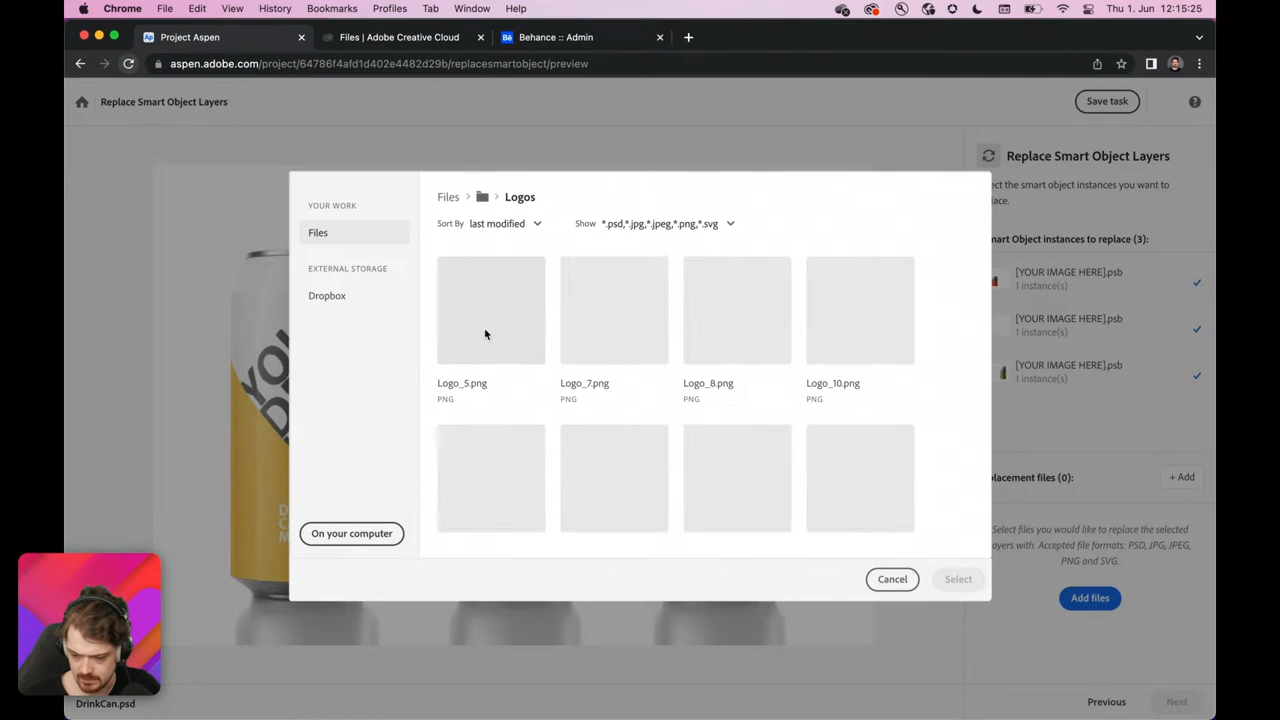 Chrome File Edit View History Bookmarks Profiles Tab Window Help Thu 1. Jun 12:15:25
Project Aspen
Files | Adobe Creative Cloud
Behance :: Admin
aspen.adobe.com/project/64786f4afd1d402e4482d29b/replacesmartobject/preview
Replace Smart Object Layers
Save task
YOUR WORK
Files
EXTERNAL STORAGE
Dropbox
On your computer
Files > > Logos
Sort By last modified
Show *.psd,*.jpg,*.jpeg,*.png,*.svg
Logo_5.png
PNG
Logo_7.png
PNG
Logo_8.png
PNG
Logo_10.png
PNG
Cancel
Select
Replace Smart Object Layers
ect the smart object instances you want to
place.
mart Object instances to replace (3):
[YOUR IMAGE HERE].psb
1 instance(s)
[YOUR IMAGE HERE].psb
1 instance(s)
[YOUR IMAGE HERE].psb
1 instance(s)
placement files (0):
+ Add
Select files you would like to replace the selected
layers with. Accepted file formats: PSD, JPG, JPEG,
PNG and SVG.
Add files
DrinkCan.psd
Previous
Next